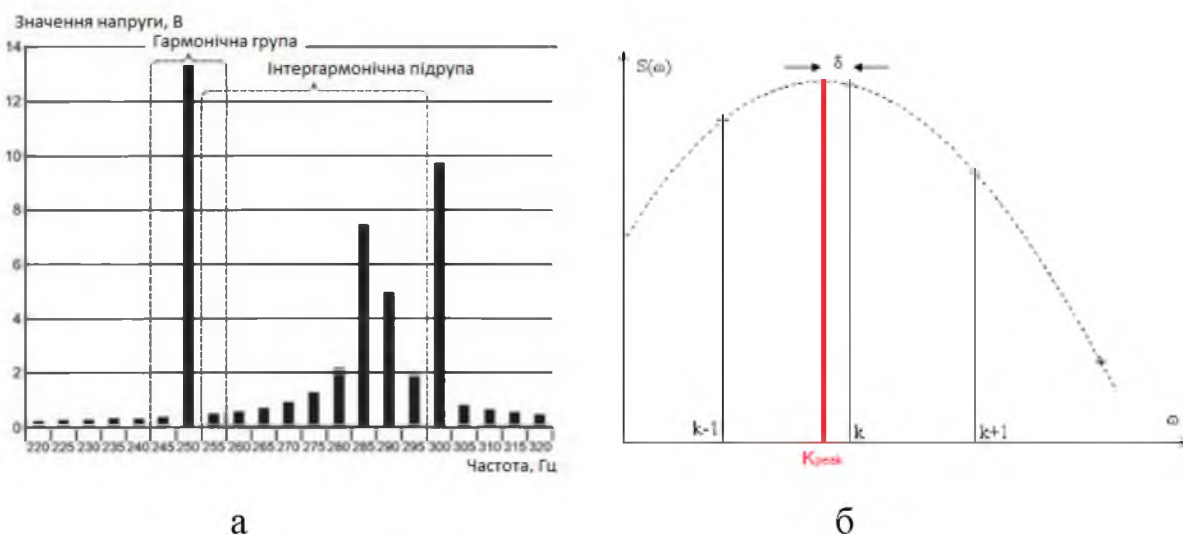 Значення напруги, В
Гармонічна група
Інтергармонічна підрупа
14
12
10
8
6
4
2
0
220 225 230 235 240 245 250 255 260 265 270 275 280 285 290 295 300 305 310 315 320
Частота, Гц
а
S(ω)
δ
k-1
k
k+1
ω
Kpeak
б